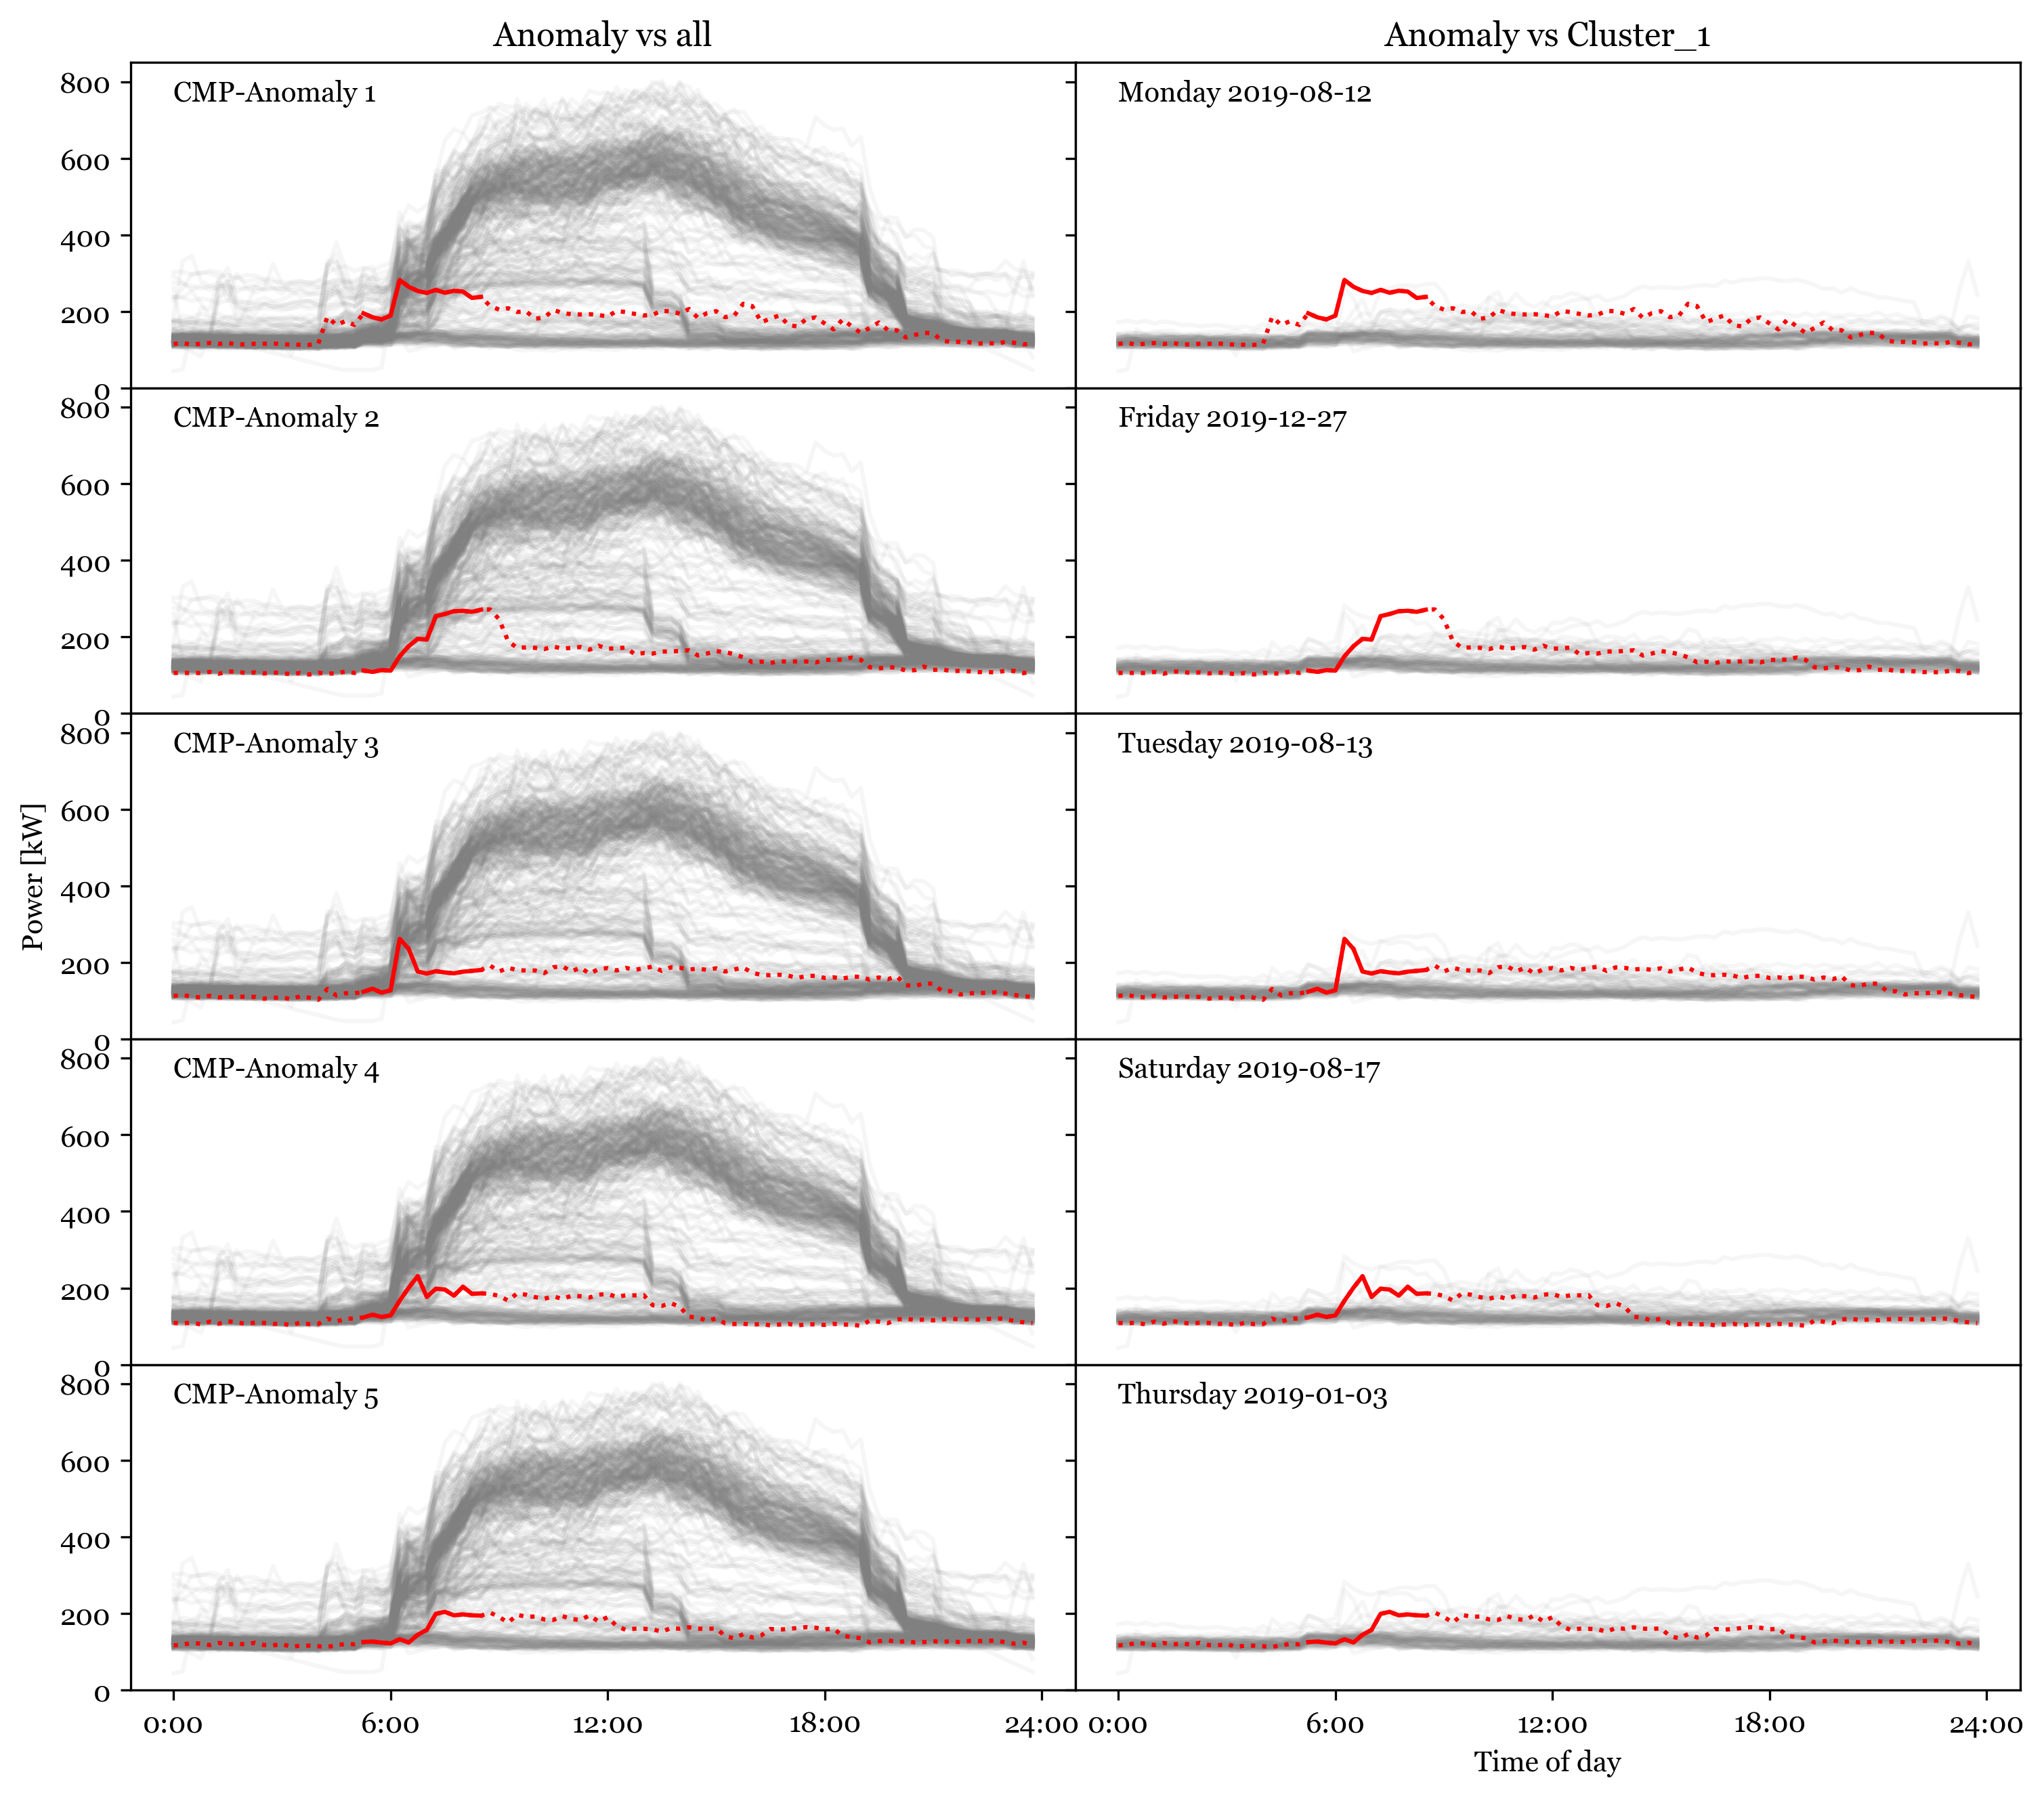 Anomaly vs all
Anomaly vs Cluster_1
800
CMP-Anomaly 1
Monday 2019-08-12
600
400
200
0
800
CMP-Anomaly 2
Friday 2019-12-27
600
400
200
0
800
CMP-Anomaly 3
Tuesday 2019-08-13
600
Power [kW]
400
200
0
800
CMP-Anomaly 4
Saturday 2019-08-17
600
400
200
0
800
CMP-Anomaly 5
Thursday 2019-01-03
600
400
200
0
0:00 6:00 12:00 18:00 24:00 0:00 6:00 12:00 18:00 24:00
Time of day